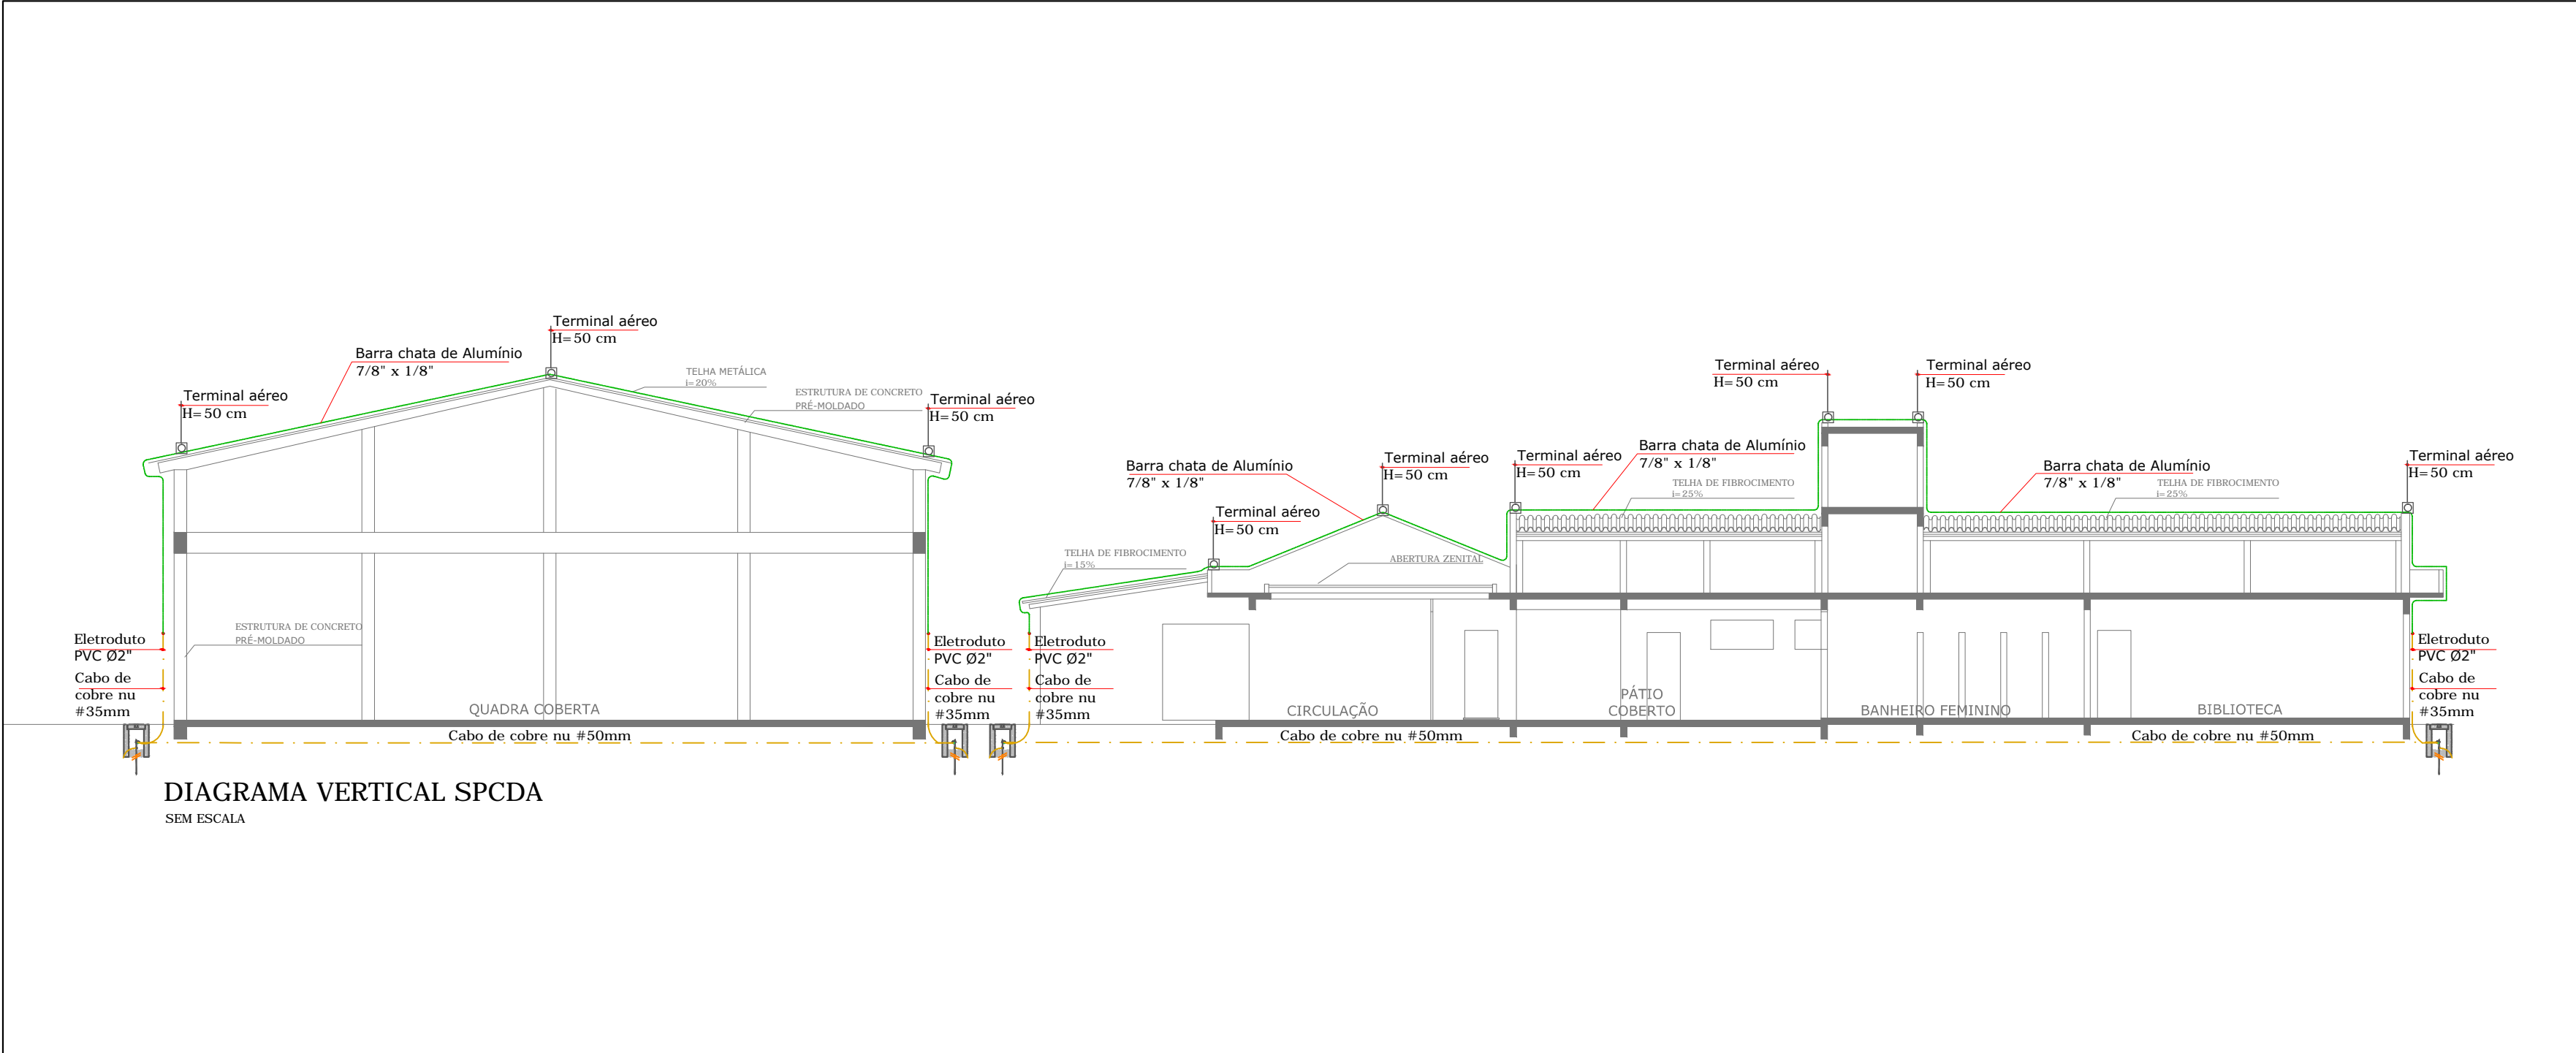 Terminal aéreo
H=50 cm
Barra chata de Alumínio
7/8" x 1/8"
TELHA METÁLICA
i=20%
Terminal aéreo
H=50 cm
ESTRUTURA DE CONCRETO
PRÉ-MOLDADO
Terminal aéreo
H=50 cm
ESTRUTURA DE CONCRETO
PRÉ-MOLDADO
Eletroduto
PVC Ø2"
Cabo de
cobre nu
#35mm
QUADRA COBERTA
Cabo de cobre nu #50mm
Eletroduto
PVC Ø2"
Cabo de
cobre nu
#35mm
Eletroduto
PVC Ø2"
Cabo de
cobre nu
#35mm
TELHA DE FIBROCIMENTO
i=15%
Barra chata de Alumínio
7/8" x 1/8"
Terminal aéreo
H=50 cm
Terminal aéreo
H=50 cm
ABERTURA ZENITAL
Terminal aéreo
H=50 cm
Barra chata de Alumínio
7/8" x 1/8"
TELHA DE FIBROCIMENTO
i=25%
Terminal aéreo
H=50 cm
Terminal aéreo
H=50 cm
Barra chata de Alumínio
7/8" x 1/8"
TELHA DE FIBROCIMENTO
i=25%
Terminal aéreo
H=50 cm
CIRCULAÇÃO
PÁTIO
COBERTO
BANHEIRO FEMININO
BIBLIOTECA
Cabo de cobre nu #50mm
Cabo de cobre nu #50mm
Eletroduto
PVC Ø2"
Cabo de
cobre nu
#35mm
DIAGRAMA VERTICAL SPCDA
SEM ESCALA